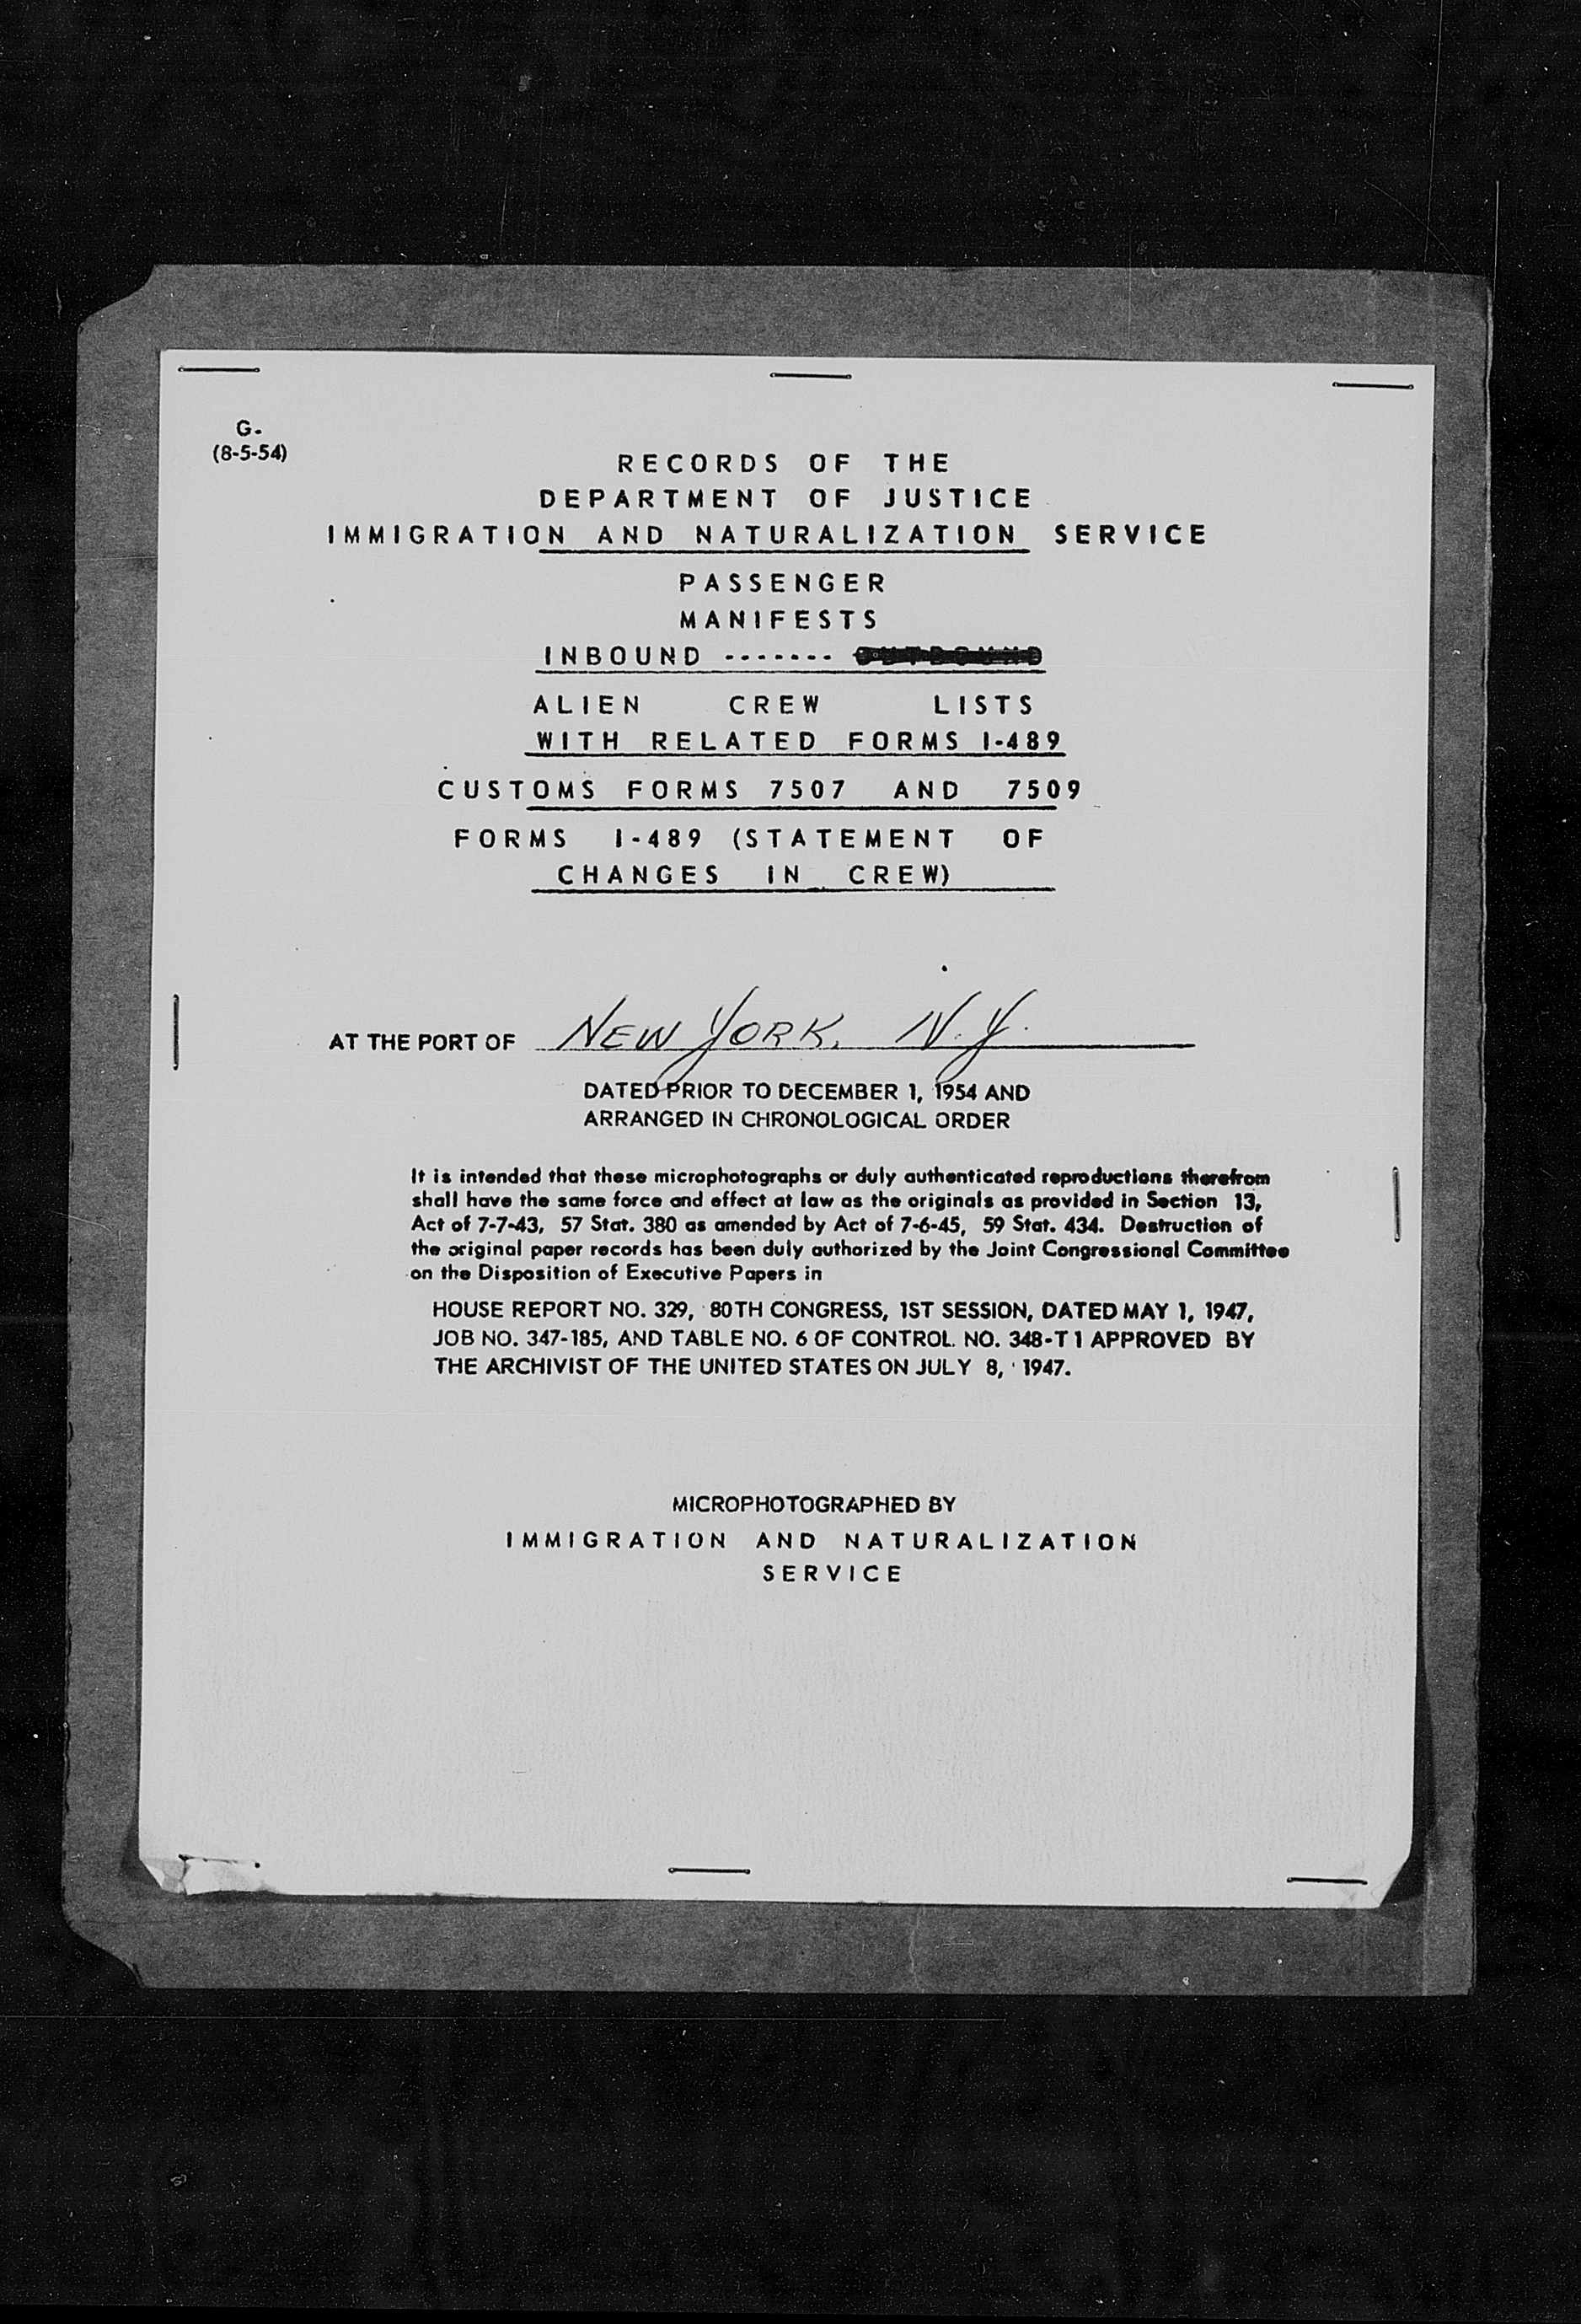 G.
(8-5-54)
RECORDS OF THE
DEPARTMENT OF JUSTICE
IMMIGRATION AND NATURALIZATION SERVICE
PASSENGER
MANIFESTS
INBOUND ------- OUTBOUND
ALIEN CREW LISTS
WITH RELATED FORMS I-489
CUSTOMS FORMS 7507 AND 7509
FORMS I-489 (STATEMENT OF
CHANGES IN CREW)
AT THE PORT OF NEW YORK, N.Y.
DATED PRIOR TO DECEMBER 1, 1954 AND
ARRANGED IN CHRONOLOGICAL ORDER
It is intended that these microphotographs or duly authenticated reproductions therefrom
shall have the same force and effect at law as the originals as provided in Section 13,
Act of 7-7-43, 57 Stat. 380 as amended by Act of 7-6-45, 59 Stat. 434. Destruction of
the original paper records has been duly authorized by the Joint Congressional Committee
on the Disposition of Executive Papers in
HOUSE REPORT NO. 329, 80TH CONGRESS, 1ST SESSION, DATED MAY 1, 1947,
JOB NO. 347-185, AND TABLE NO. 6 OF CONTROL NO. 348-T1 APPROVED BY
THE ARCHIVIST OF THE UNITED STATES ON JULY 8, 1947.
MICROPHOTOGRAPHED BY
IMMIGRATION AND NATURALIZATION
SERVICE